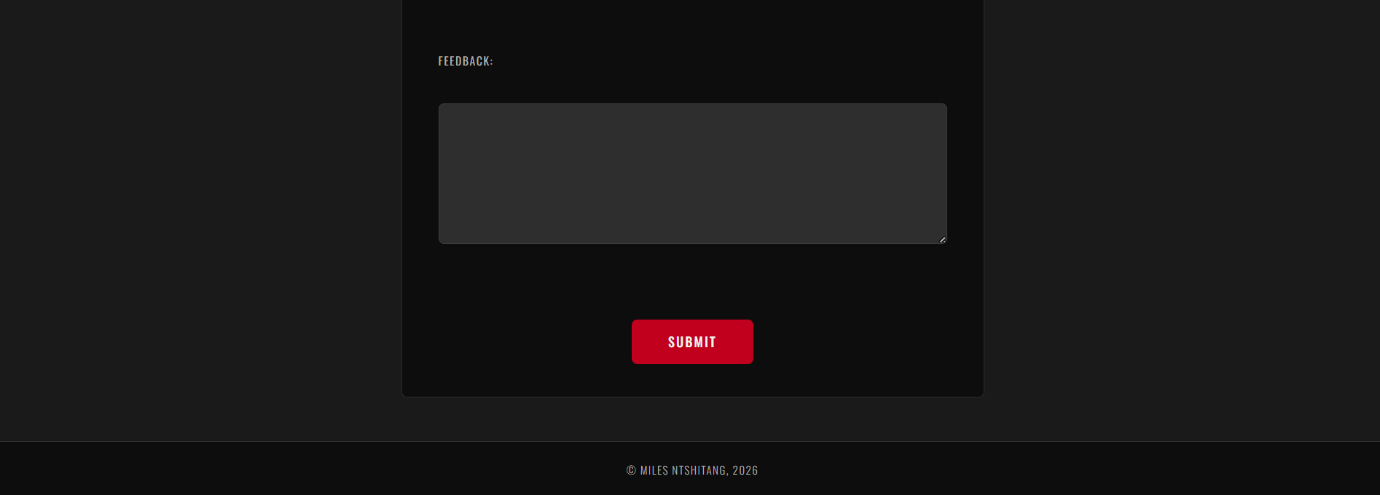 FEEDBACK:
SUBMIT
© MILES NTSHITANG, 2026